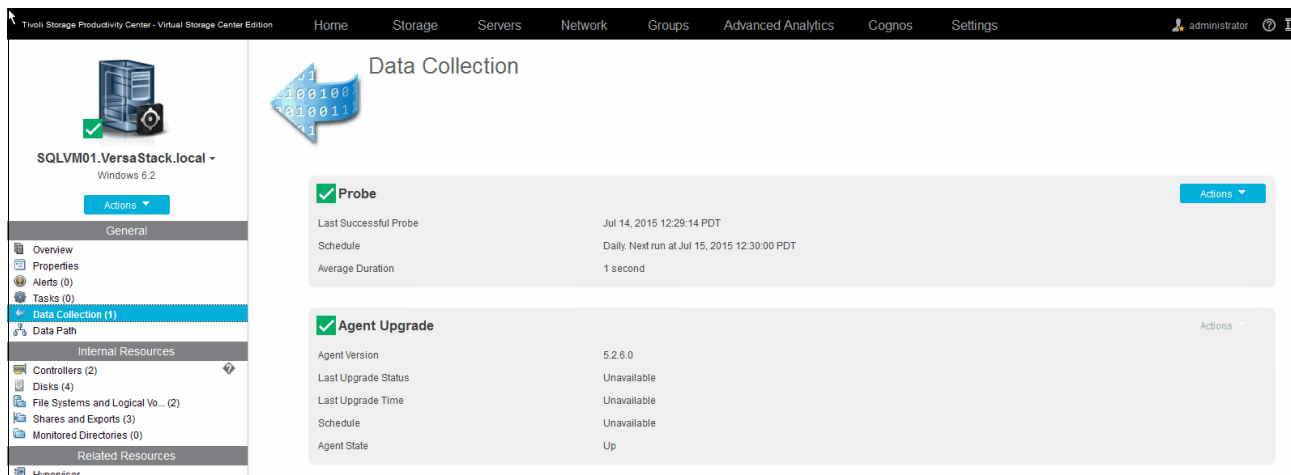 Tivoli Storage Productivity Center - Virtual Storage Center Edition Home Storage Servers Network Groups Advanced Analytics Cognos Settings administrator
Data Collection
SQLVM01.VersaStack.local
Windows 6.2
Actions
General
Overview
Properties
Alerts (0)
Tasks (0)
Data Collection (1)
Data Path
Internal Resources
Controllers (2)
Disks (4)
File Systems and Logical Vo... (2)
Shares and Exports (3)
Monitored Directories (0)
Related Resources
Hypervisor
Probe Actions
Last Successful Probe Jul 14, 2015 12:29:14 PDT
Schedule Daily. Next run at Jul 15, 2015 12:30:00 PDT
Average Duration 1 second
Agent Upgrade Actions
Agent Version 5.2.6.0
Last Upgrade Status Unavailable
Last Upgrade Time Unavailable
Schedule Unavailable
Agent State Up